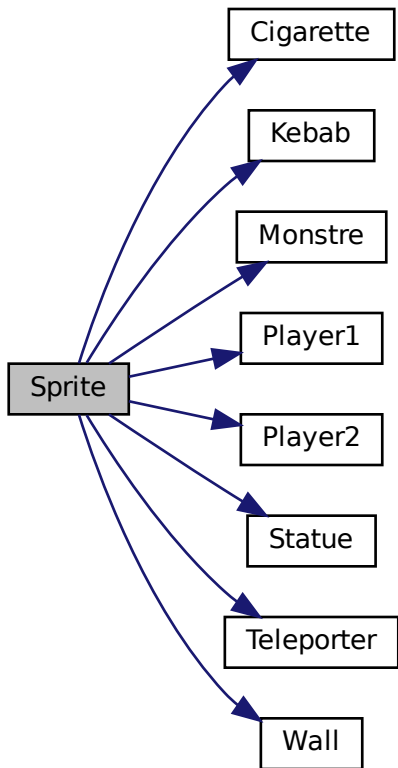 Cigarette
Kebab
Monstre
Player1
Sprite
Player2
Statue
Teleporter
Wall